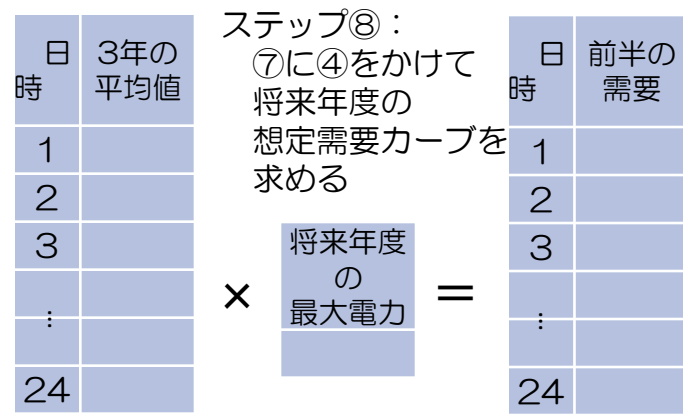 ステップ⑧：
⑦に④をかけて
将来年度の
想定需要カーブを
求める
日
時
3年の
平均値
1
2
3
…
24
×
将来年度
の
最大電力
＝
日
時
前半の
需要
1
2
3
…
24